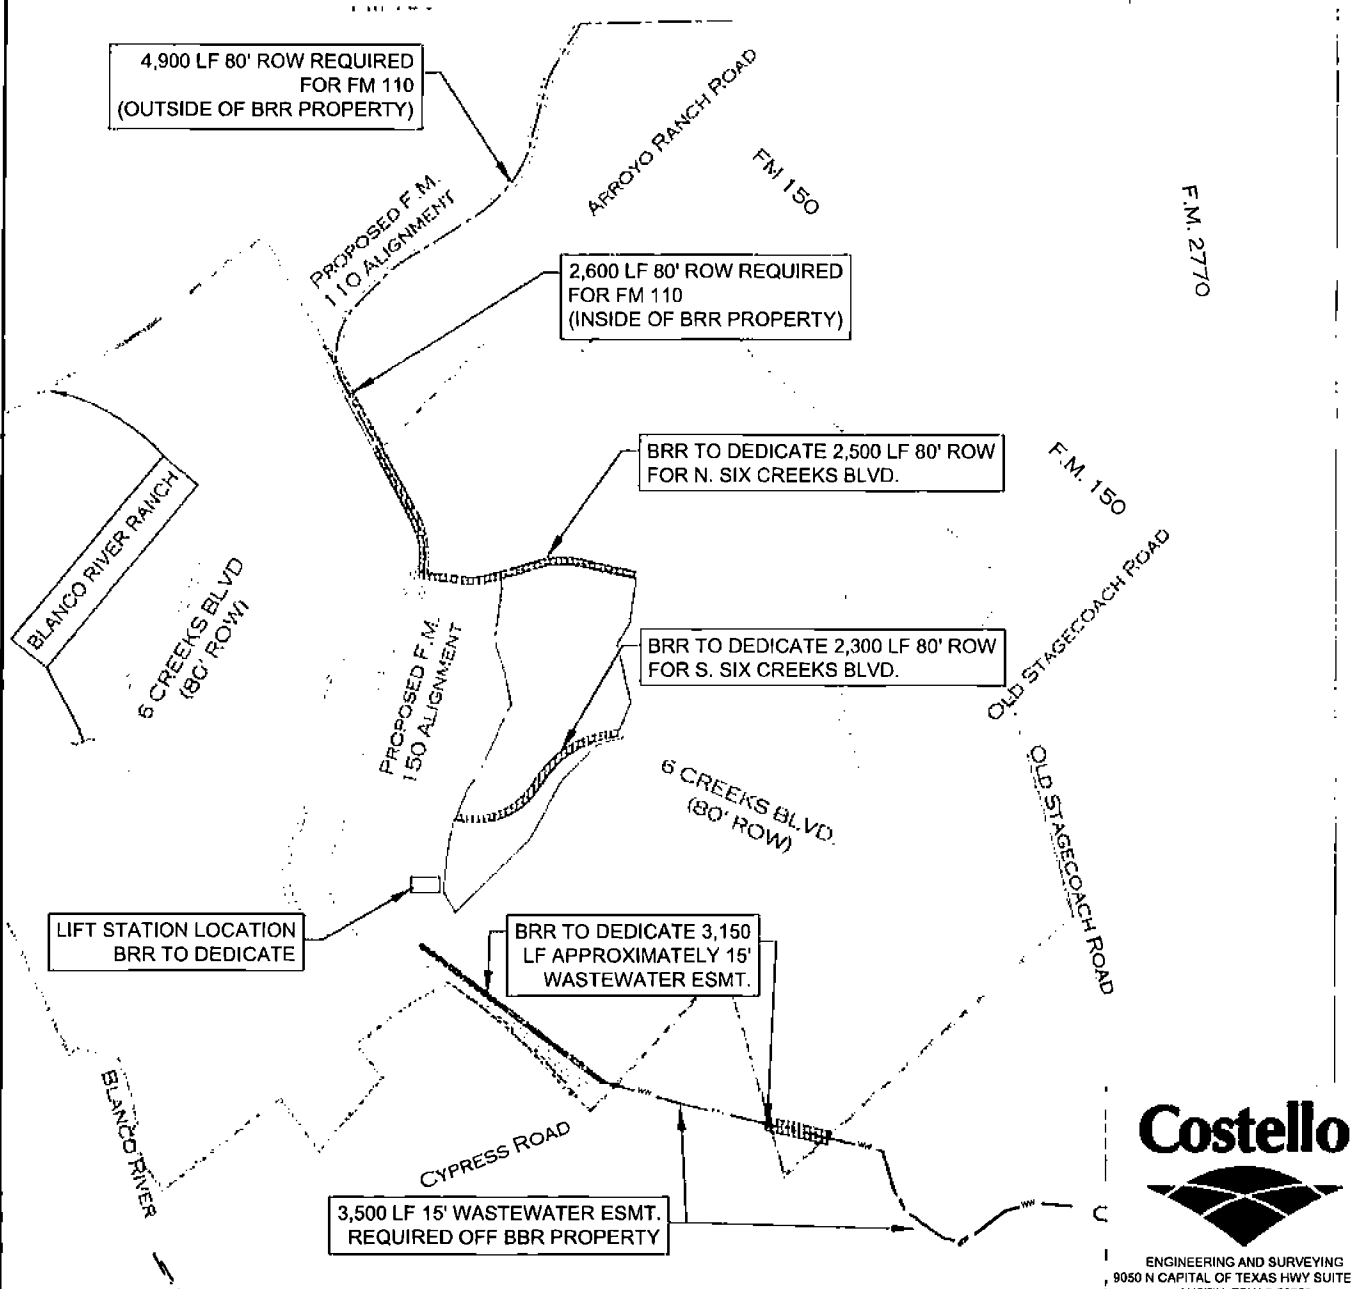 4,900 LF 80' ROW REQUIRED
FOR FM 110
(OUTSIDE OF BRR PROPERTY)
ARROYO RANCH ROAD
FM 150
F.M. 2770
PROPOSED F.M.
110 ALIGNMENT
2,600 LF 80' ROW REQUIRED
FOR FM 110
(INSIDE OF BRR PROPERTY)
BRR TO DEDICATE 2,500 LF 80' ROW
FOR N. SIX CREEKS BLVD.
F.M. 150
BLANCO RIVER RANCH
6 CREEKS BLVD
(80' ROW)
OLD STAGECOACH ROAD
PROPOSED F.M.
150 ALIGNMENT
BRR TO DEDICATE 2,300 LF 80' ROW
FOR S. SIX CREEKS BLVD.
6 CREEKS BLVD.
(80' ROW)
OLD STAGECOACH ROAD
LIFT STATION LOCATION
BRR TO DEDICATE
BRR TO DEDICATE 3,150
LF APPROXIMATELY 15'
WASTEWATER ESMT.
BLANCO RIVER
CYPRESS ROAD
3,500 LF 15' WASTEWATER ESMT.
REQUIRED OFF BBR PROPERTY
Costello
ENGINEERING AND SURVEYING
9050 N CAPITAL OF TEXAS HWY SUITE